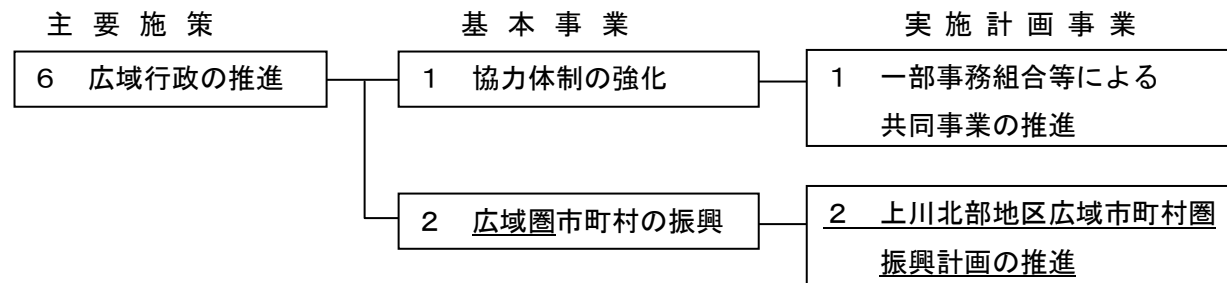 主要施策　基本事業　実施計画事業
６　広域行政の推進　１　協力体制の強化　１　一部事務組合等による
共同事業の推進
２　広域圏市町村の振興　２　上川北部地区広域市町村圏
振興計画の推進